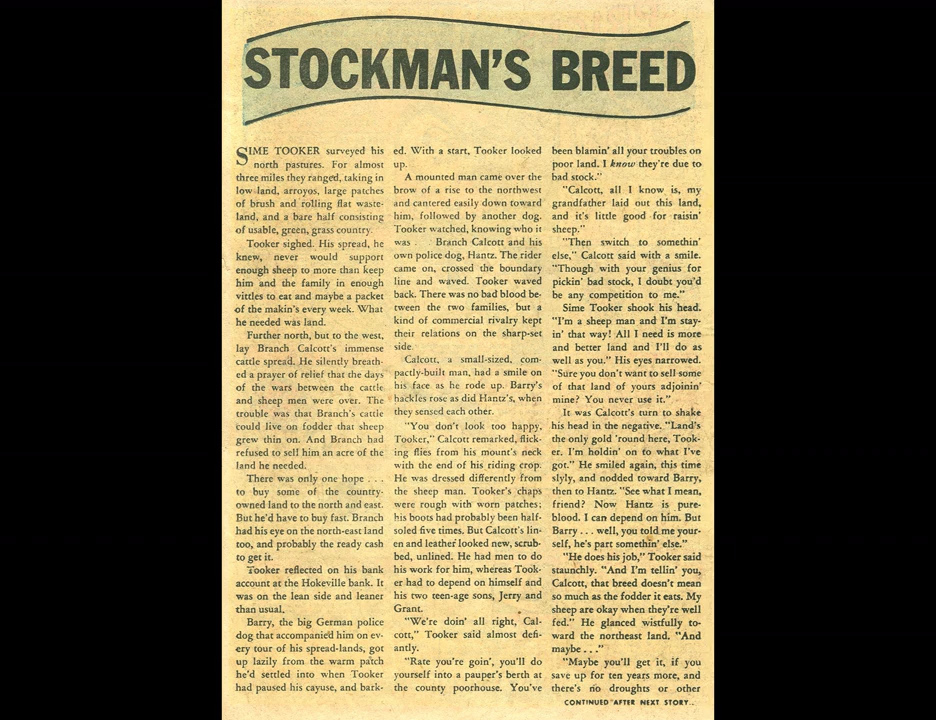 STOCKMAN'S BREED
SIME TOOKER surveyed his
north pastures. For almost
three miles they ranged, taking in
low land, arroyos, large patches
of brush and rolling flat waste-
land, and a bare half consisting
of usable, green, grass country.
Tooker sighed. His spread, he
knew, never would support
enough sheep to more than keep
him and the family in enough
vittles to eat and maybe a packet
of the makin's every week. What
he needed was land.
Further north, but to the west,
lay Branch Calcott's immense
cattle spread. He silently breath-
ed a prayer of relief that the days
of the wars between the cattle
and sheep men were over. The
trouble was that Branch's cattle
could live on fodder that sheep
grew thin on. And Branch had
refused to sell him an acre of the
land he needed.
There was only one hope . . .
to buy some of the country-
owned land to the north and east.
But he'd have to buy fast. Branch
had his eye on the north-east land
too, and probably the ready cash
to get it.
Tooker reflected on his bank
account at the Hokeville bank. It
was on the lean side and leaner
than usual.
Barry, the big German police
dog that accompanied him on ev-
ery tour of his spread-lands, got
up lazily from the warm patch
he'd settled into when Tooker
had paused his cayuse, and bark-
ed. With a start, Tooker looked
up.
A mounted man came over the
brow of a rise to the northwest
and cantered easily down toward
him, followed by another dog.
Tooker watched, knowing who it
was . . Branch Calcott and his
own police dog, Hantz. The rider
came on, crossed the boundary
line and waved. Tooker waved
back. There was no bad blood be-
tween the two families, but a
kind of commercial rivalry kept
their relations on the sharp-set
side.
Calcott, a small-sized, com-
pactly-built man, had a smile on
his face as he rode up. Barry's
hackles rose as did Hantz's, when
they sensed each other.
"You don't look too happy,
Tooker," Calcott remarked, flick-
ing flies from his mount's neck
with the end of his riding crop.
He was dressed differently from
the sheep man. Tooker's chaps
were rough with worn patches;
his boots had probably been half-
soled five times. But Calcott's lin-
en and leather looked new, scrub-
bed, unlined. He had men to do
his work for him, whereas Took-
er had to depend on himself and
his two teen-age sons, Jerry and
Grant.
"We're doin' all right, Cal-
cott," Tooker said almost defi-
antly.
"Rate you're goin', you'll do
yourself into a pauper's berth at
the county poorhouse. You've
been blamin' all your troubles on
poor land. I know they're due to
bad stock."
"Calcott, all I know is, my
grandfather laid out this land,
and it's little good for raisin'
sheep."
"Then switch to somethin'
else," Calcott said with a smile.
"Though with your genius for
pickin' bad stock, I doubt you'd
be any competition to me."
Sime Tooker shook his head.
"I'm a sheep man and I'm stay-
in' that way! All I need is more
and better land and I'll do as
well as you." His eyes narrowed.
"Sure you don't want to sell some
of that land of yours adjoinin'
mine? You never use it."
It was Calcott's turn to shake
his head in the negative. "Land's
the only gold 'round here, Took-
er. I'm holdin' on to what I've
got." He smiled again, this time
slyly, and nodded toward Barry,
then to Hantz. "See what I mean,
friend? Now Hantz is pure-
blood. I can depend on him. But
Barry . . . well, you told me your-
self, he's part somethin' else."
"He does his job," Tooker said
staunchly. "And I'm tellin' you,
Calcott, that breed doesn't mean
so much as the fodder it eats. My
sheep are okay when they're well
fed." He glanced wistfully to-
ward the northeast land. "And
maybe . . ."
"Maybe you'll get it, if you
save up for ten years more, and
there's no droughts or other
CONTINUED AFTER NEXT STORY..